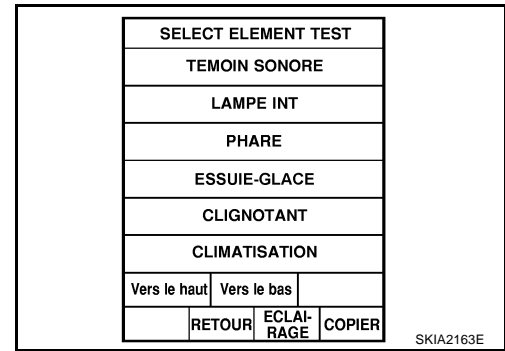 SELECT ELEMENT TEST
TEMOIN SONORE
LAMPE INT
PHARE
ESSUIE-GLACE
CLIGNOTANT
CLIMATISATION
Vers le haut Vers le bas
RETOUR ECLAI-
RAGE COPIER
SKIA2163E